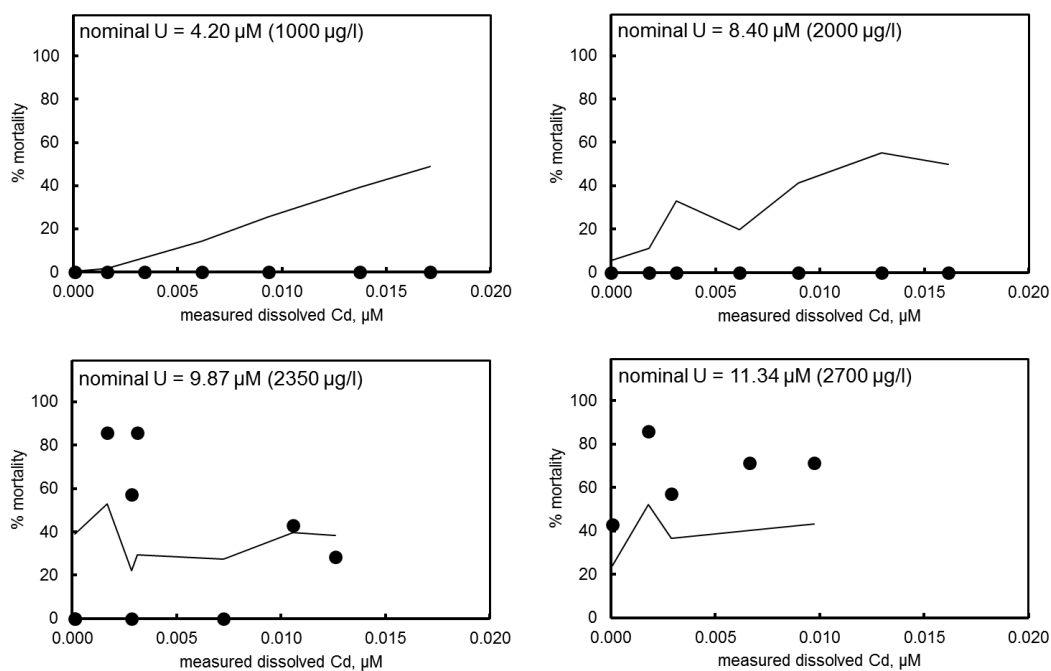 nominal U = 4.20 µM (1000 µg/l)
100
80
60
40
20
0
% mortality
0.000 0.005 0.010 0.015 0.020
measured dissolved Cd, µM
nominal U = 8.40 µM (2000 µg/l)
100
80
60
40
20
0
% mortality
0.000 0.005 0.010 0.015 0.020
measured dissolved Cd, µM
nominal U = 9.87 µM (2350 µg/l)
100
80
60
40
20
0
% mortality
0.000 0.005 0.010 0.015 0.020
measured dissolved Cd, µM
nominal U = 11.34 µM (2700 µg/l)
100
80
60
40
20
0
% mortality
0.000 0.005 0.010 0.015 0.020
measured dissolved Cd, µM